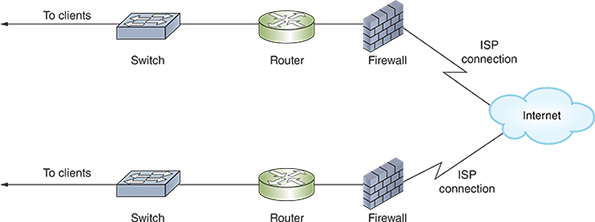 To clients
Switch
Router
Firewall
ISP
connection
Internet
To clients
Switch
Router
Firewall
ISP
connection